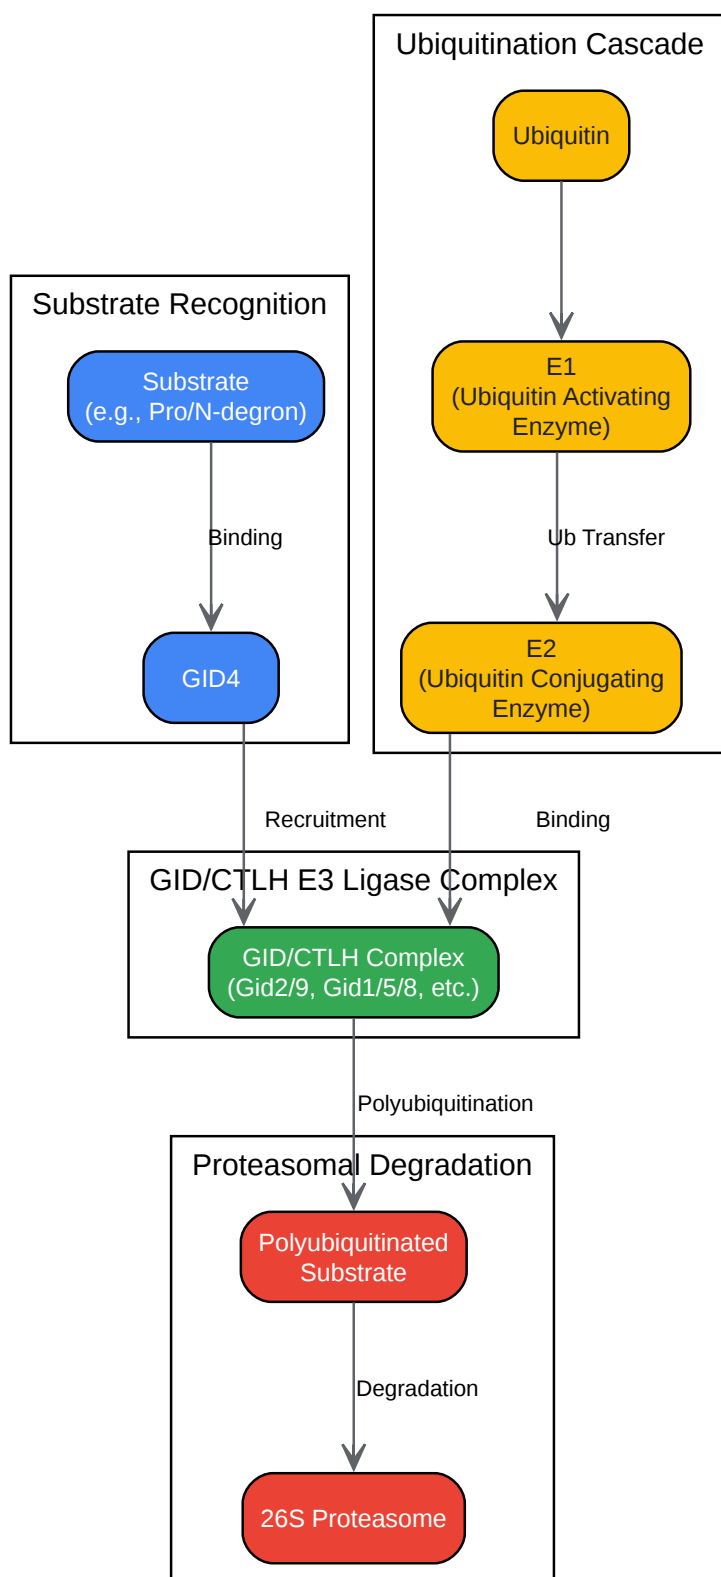 Ubiquitination Cascade
Ubiquitin
Substrate Recognition
Substrate
(e.g., Pro/N-degron)
E1
(Ubiquitin Activating
Enzyme)
Binding
Ub Transfer
GID4
E2
(Ubiquitin Conjugating
Enzyme)
Recruitment
Binding
GID/CTLH E3 Ligase Complex
GID/CTLH Complex
(Gid2/9, Gid1/5/8, etc.)
Polyubiquitination
Proteasomal Degradation
Polyubiquitinated
Substrate
Degradation
26S Proteasome